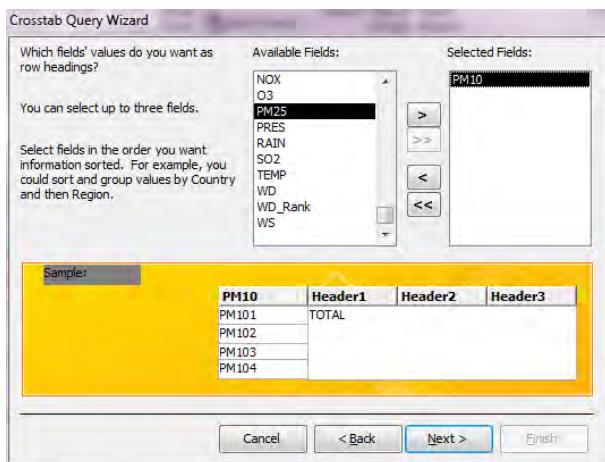 Crosstab Query Wizard
Which fields' values do you want as
row headings?
You can select up to three fields.
Select fields in the order you want
information sorted. For example, you
could sort and group values by Country
and then Region.
Available Fields:
NOX
O3
PM25
PRES
RAIN
SO2
TEMP
WD
WD_Rank
WS
>
>>
<
<<
Selected Fields:
PM10
Sample:
PM10 Header1 Header2 Header3
PM101 TOTAL
PM102
PM103
PM104
Cancel < Back Next > Finish